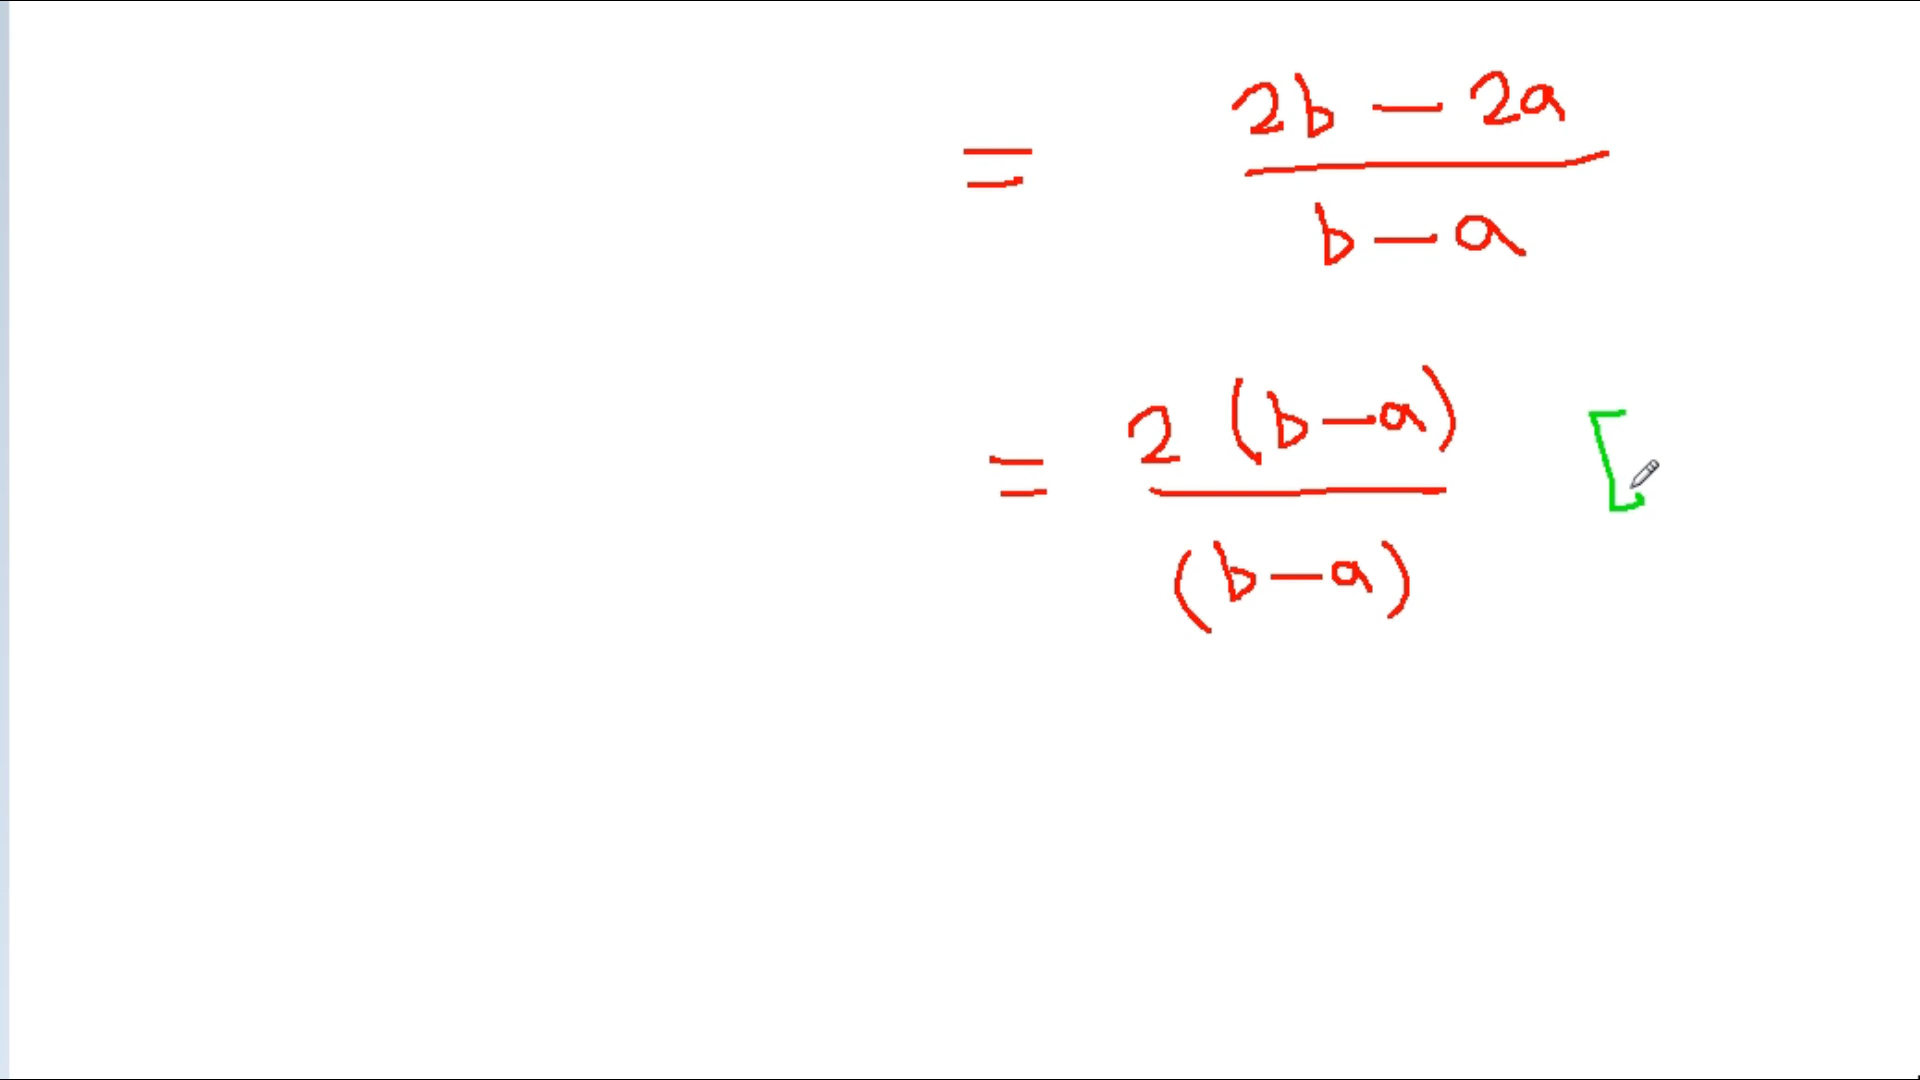 = 2b — 2a
b — a
= 2 (b — a)
(b — a)
[